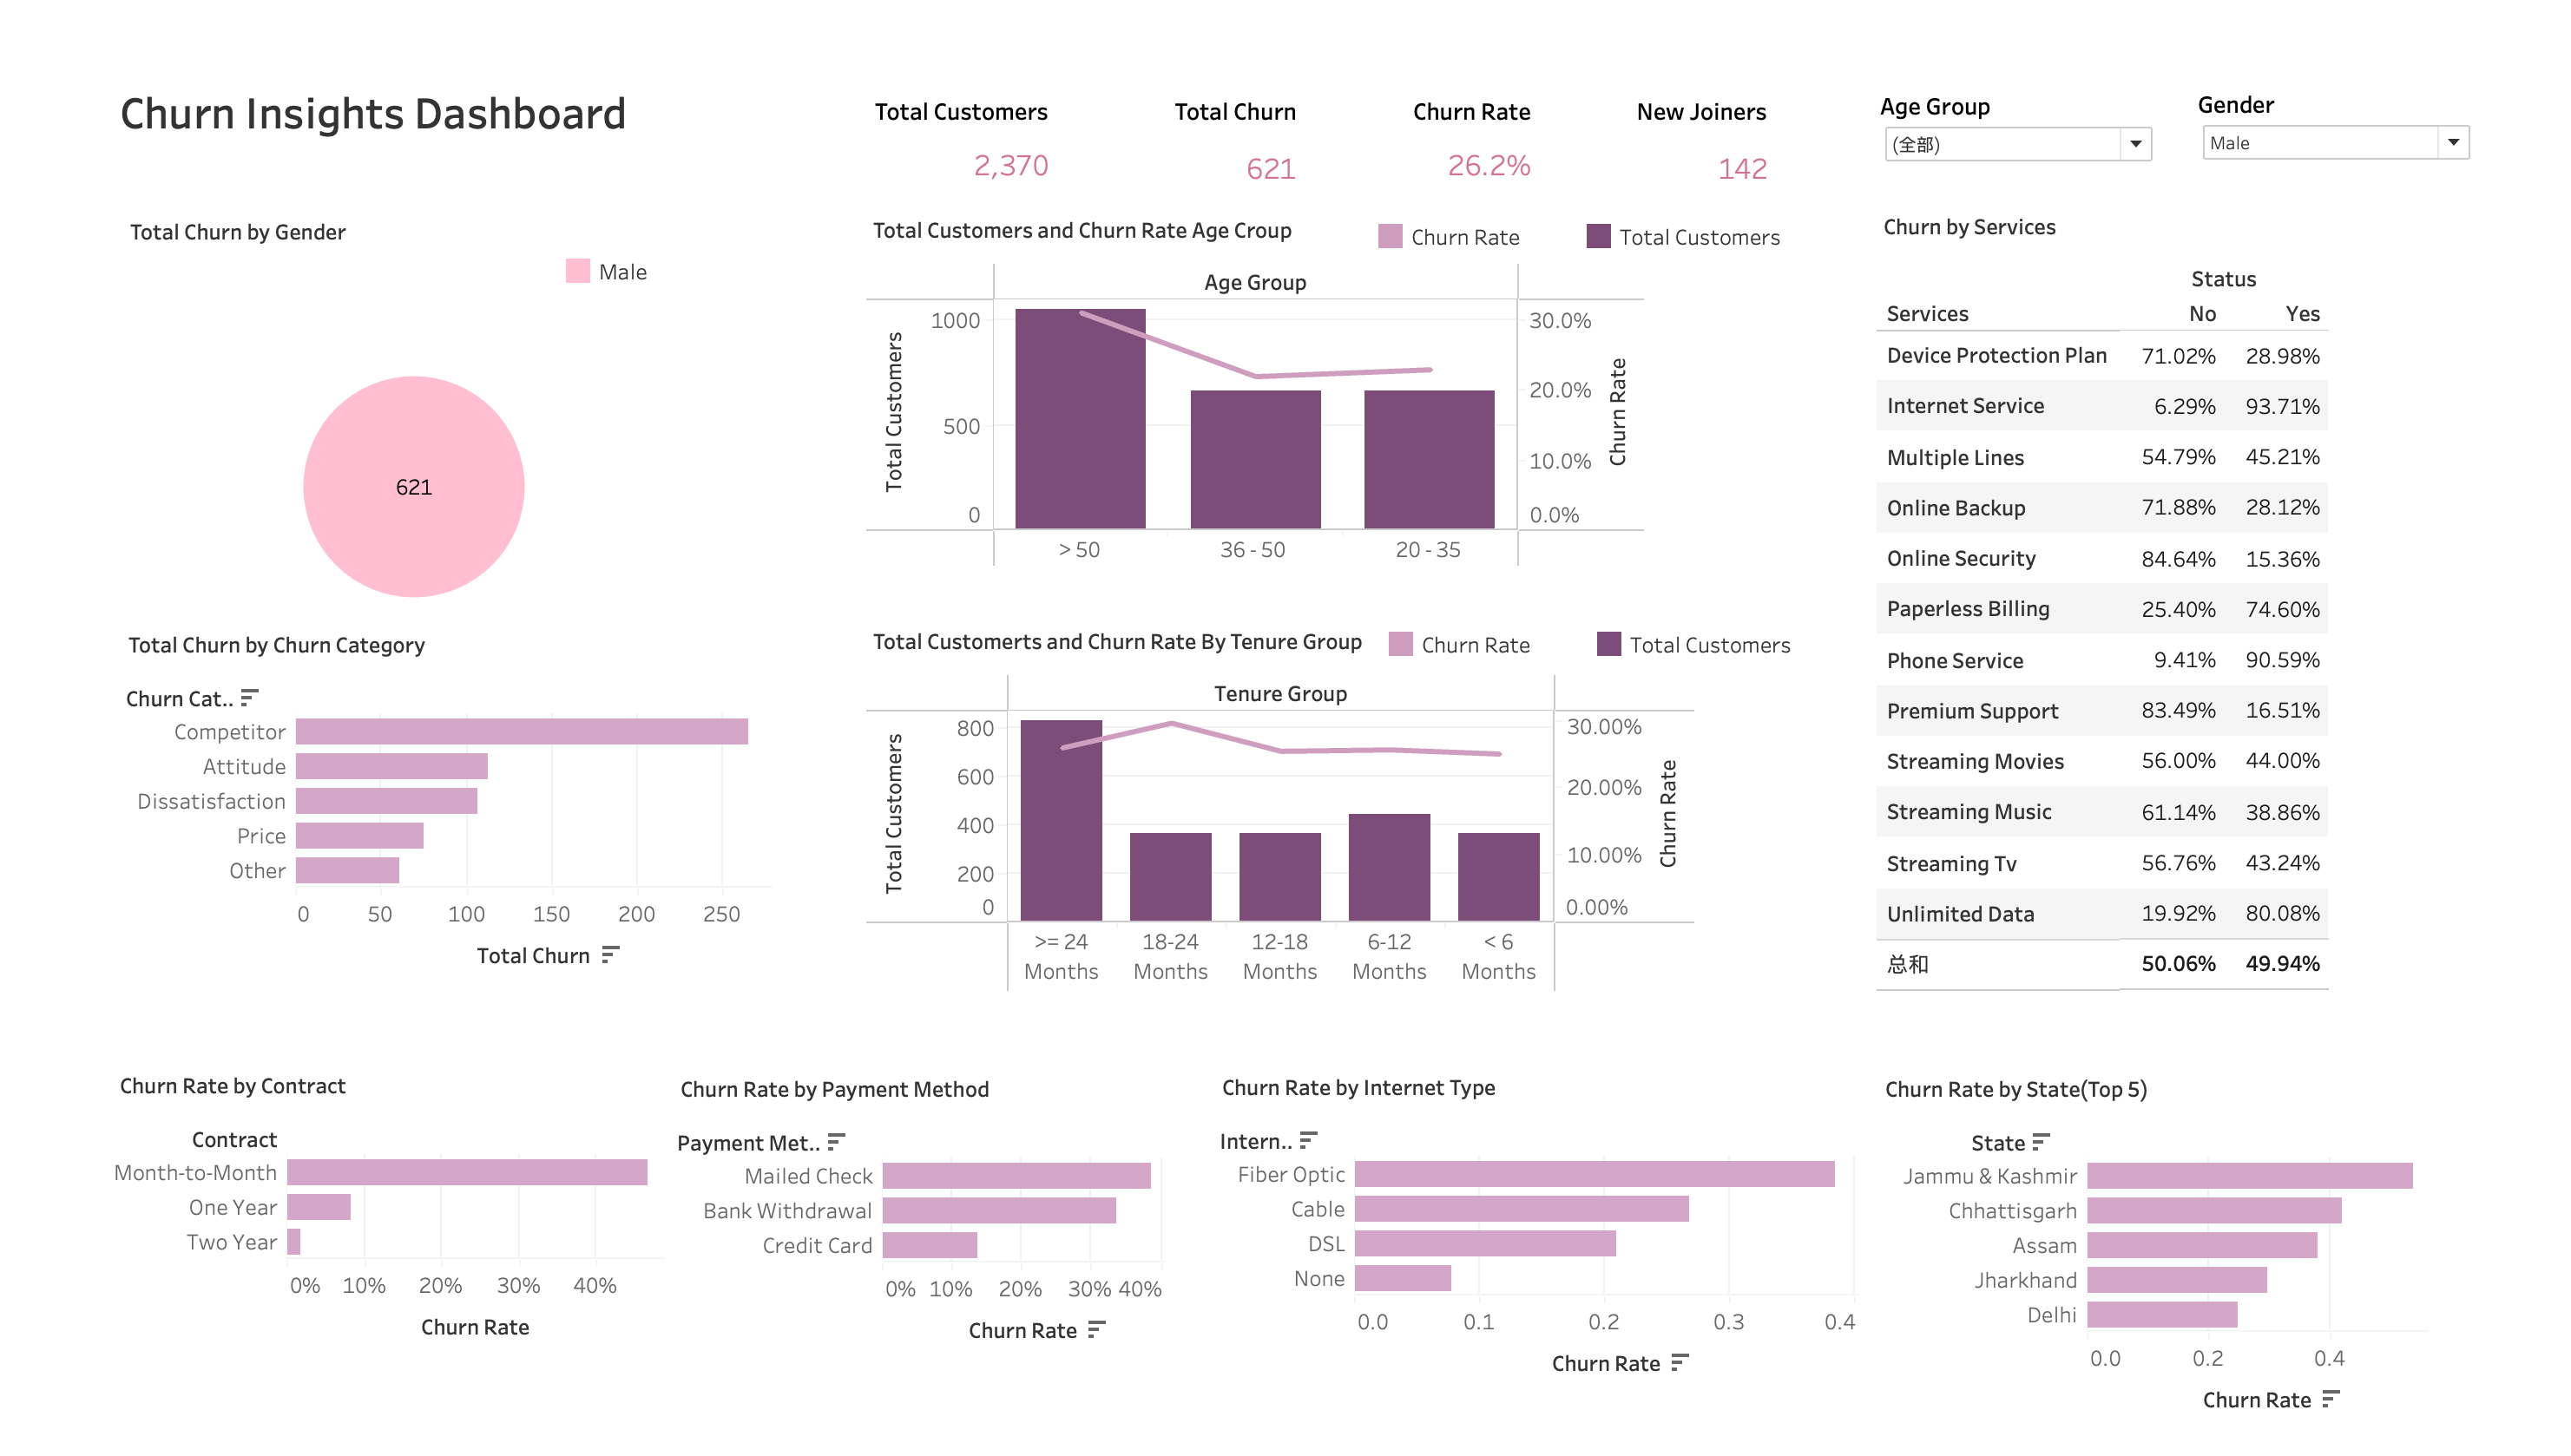 Churn Insights Dashboard
Total Customers
2,370
Total Churn
621
Churn Rate
26.2%
New Joiners
142
Age Group
(全部)
Gender
Male
Total Churn by Gender
Male
621
Total Customers and Churn Rate Age Croup
Churn Rate
Total Customers
Age Group
Total Customers
1000
500
0
30.0%
20.0%
10.0%
0.0%
Churn Rate
> 50
36 - 50
20 - 35
Churn by Services
Status
Services No Yes
Device Protection Plan 71.02% 28.98%
Internet Service 6.29% 93.71%
Multiple Lines 54.79% 45.21%
Online Backup 71.88% 28.12%
Online Security 84.64% 15.36%
Paperless Billing 25.40% 74.60%
Phone Service 9.41% 90.59%
Premium Support 83.49% 16.51%
Streaming Movies 56.00% 44.00%
Streaming Music 61.14% 38.86%
Streaming Tv 56.76% 43.24%
Unlimited Data 19.92% 80.08%
总和 50.06% 49.94%
Total Churn by Churn Category
Churn Cat..
Competitor
Attitude
Dissatisfaction
Price
Other
0 50 100 150 200 250
Total Churn
Total Customerts and Churn Rate By Tenure Group
Churn Rate
Total Customers
Tenure Group
Total Customers
800
600
400
200
0
30.00%
20.00%
10.00%
0.00%
Churn Rate
>= 24 18-24 12-18 6-12 < 6
Months Months Months Months Months
Churn Rate by Contract
Contract
Month-to-Month
One Year
Two Year
0% 10% 20% 30% 40%
Churn Rate
Churn Rate by Payment Method
Payment Met..
Mailed Check
Bank Withdrawal
Credit Card
0% 10% 20% 30% 40%
Churn Rate
Churn Rate by Internet Type
Intern..
Fiber Optic
Cable
DSL
None
0.0 0.1 0.2 0.3 0.4
Churn Rate
Churn Rate by State(Top 5)
State
Jammu & Kashmir
Chhattisgarh
Assam
Jharkhand
Delhi
0.0 0.2 0.4
Churn Rate